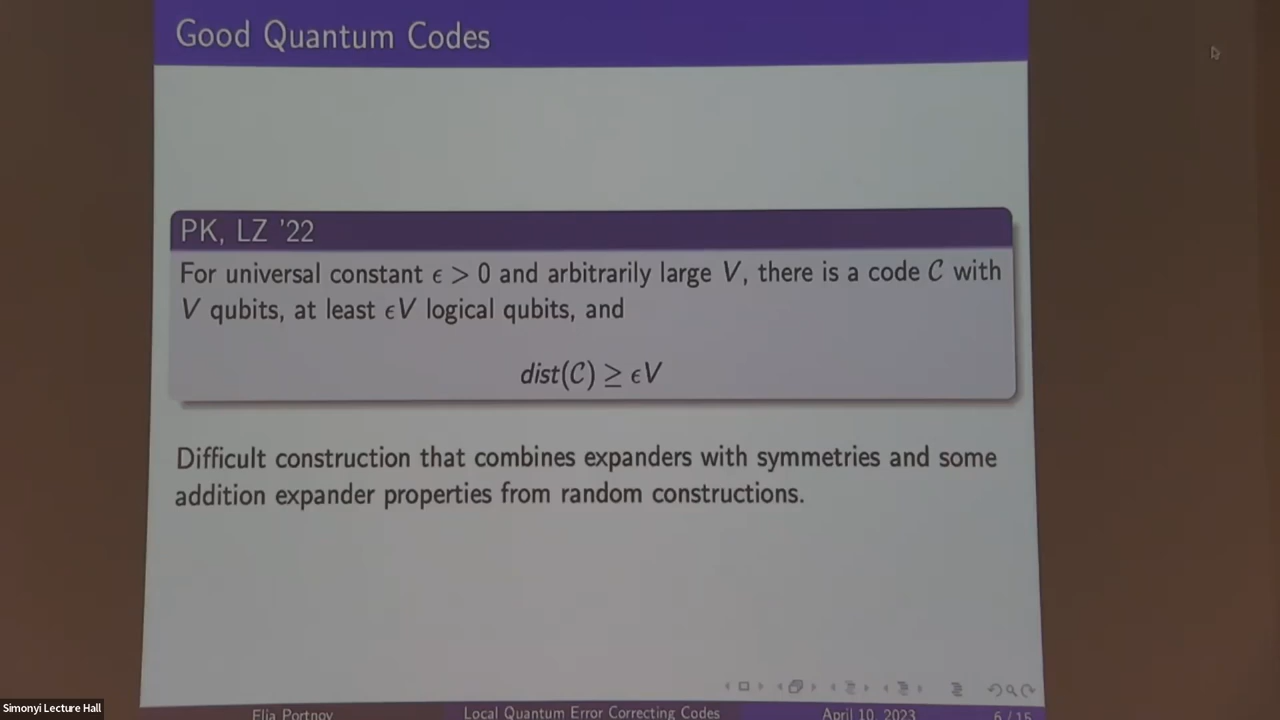 Good Quantum Codes
PK, LZ '22
For universal constant ϵ > 0 and arbitrarily large V, there is a code 𝒞 with
V qubits, at least ϵV logical qubits, and
dist(𝒞) ≥ ϵV
Difficult construction that combines expanders with symmetries and some
addition expander properties from random constructions.
Simonyi Lecture Hall
Elia Portnoy
Local Quantum Error Correcting Codes
April 10, 2023
6 / 15